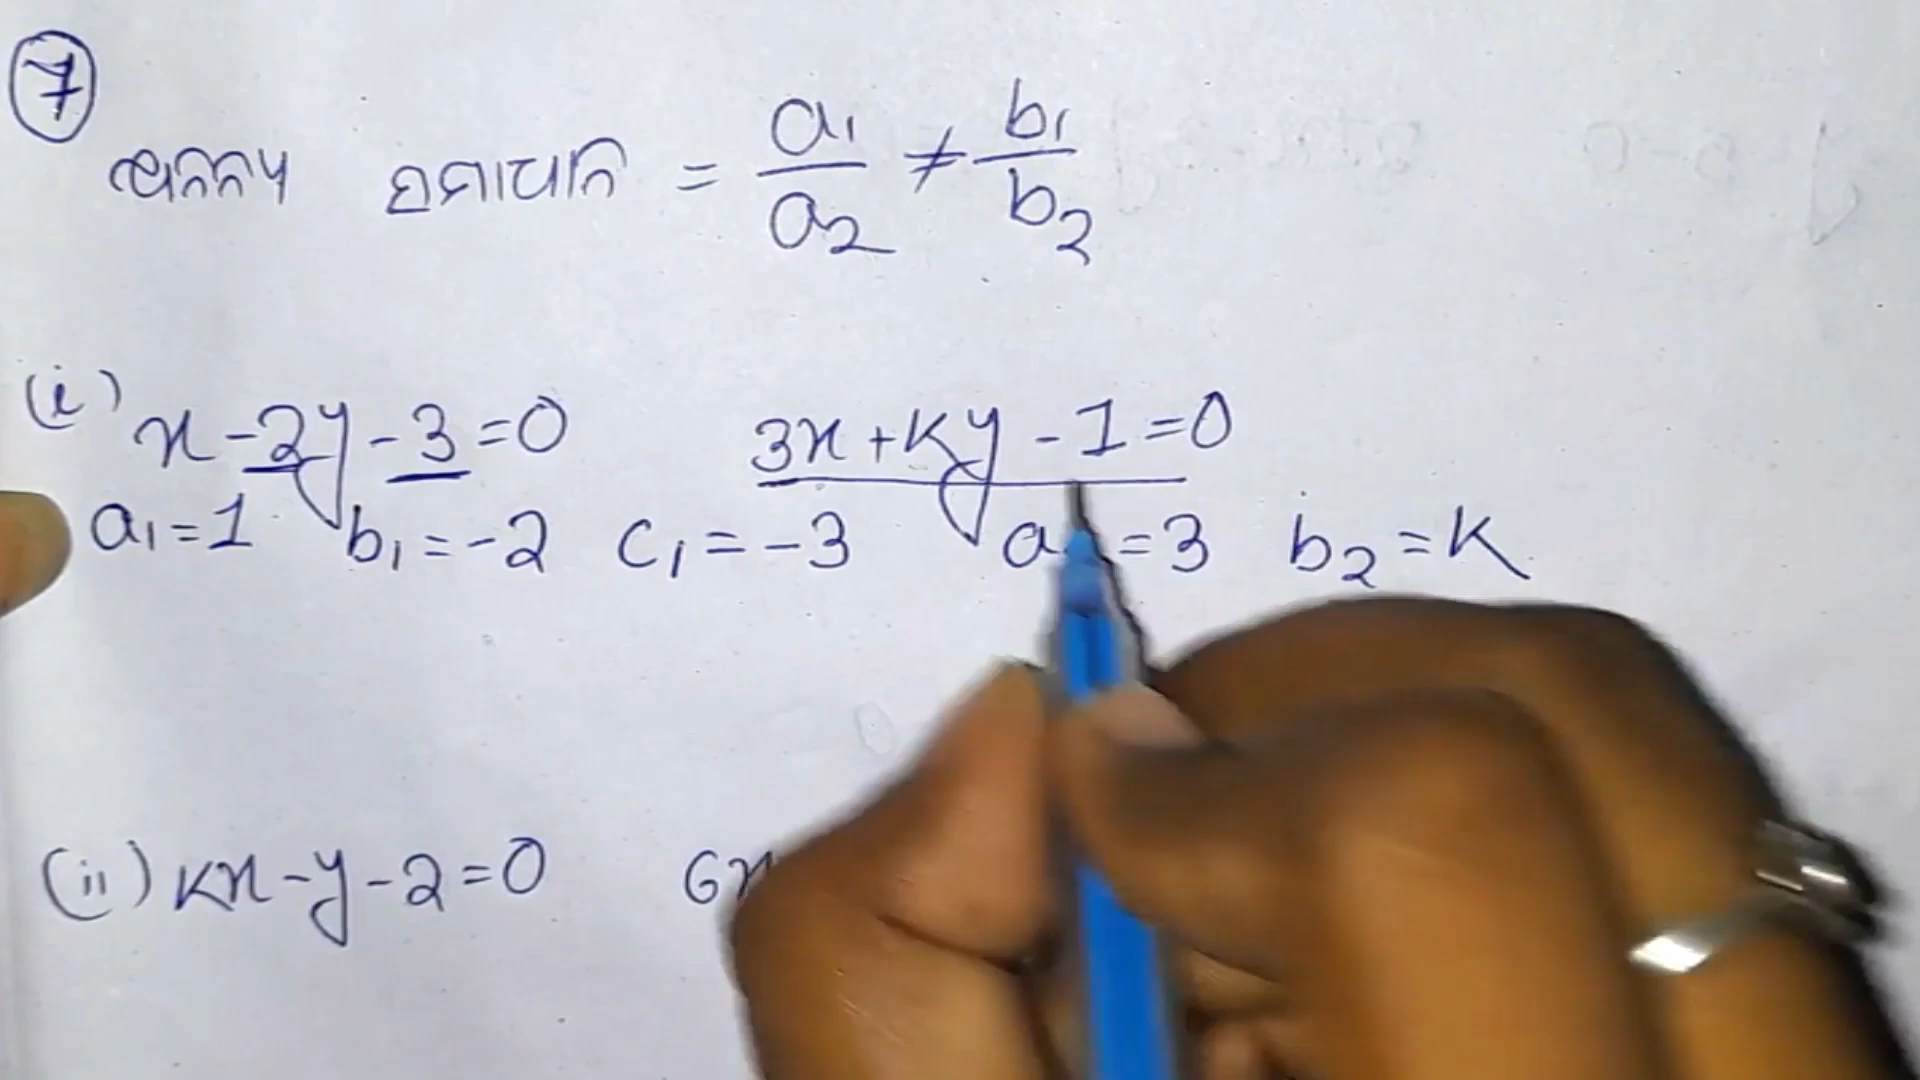 7
ଅନନ୍ୟ ସମାଧାନ = a₁/a₂ ≠ b₁/b₂
(i) x - 2y - 3 = 0 3x + ky - 1 = 0
a₁ = 1 b₁ = -2 c₁ = -3 a = 3 b₂ = k
(ii) kx - y - 2 = 0 6x